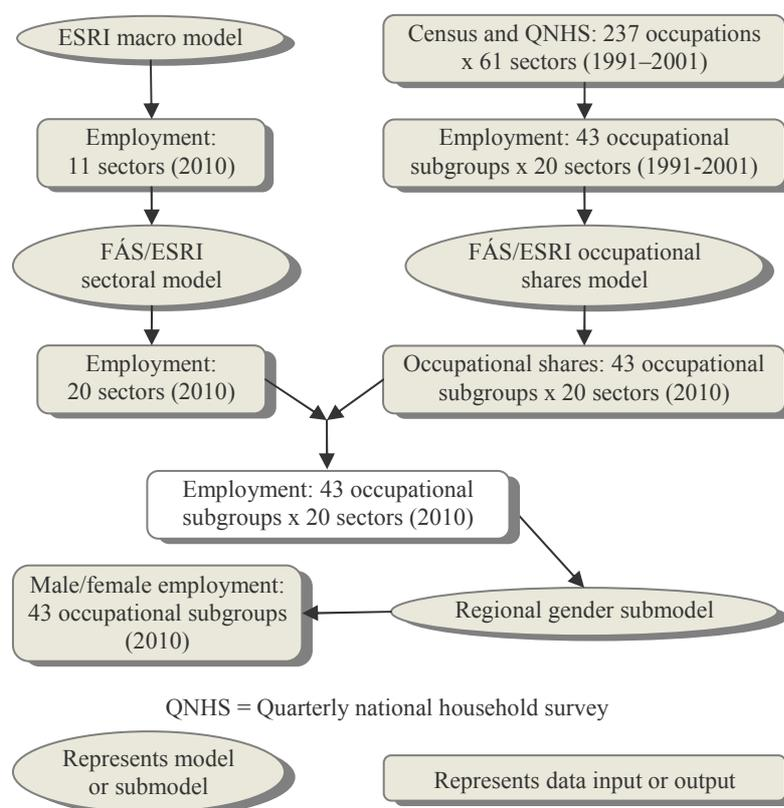 ESRI macro model
Census and QNHS: 237 occupations
x 61 sectors (1991–2001)
Employment:
11 sectors (2010)
Employment: 43 occupational
subgroups x 20 sectors (1991-2001)
FÁS/ESRI
sectoral model
FÁS/ESRI occupational
shares model
Employment:
20 sectors (2010)
Occupational shares: 43 occupational
subgroups x 20 sectors (2010)
Employment: 43 occupational
subgroups x 20 sectors (2010)
Male/female employment:
43 occupational subgroups
(2010)
Regional gender submodel
QNHS = Quarterly national household survey
Represents model
or submodel
Represents data input or output